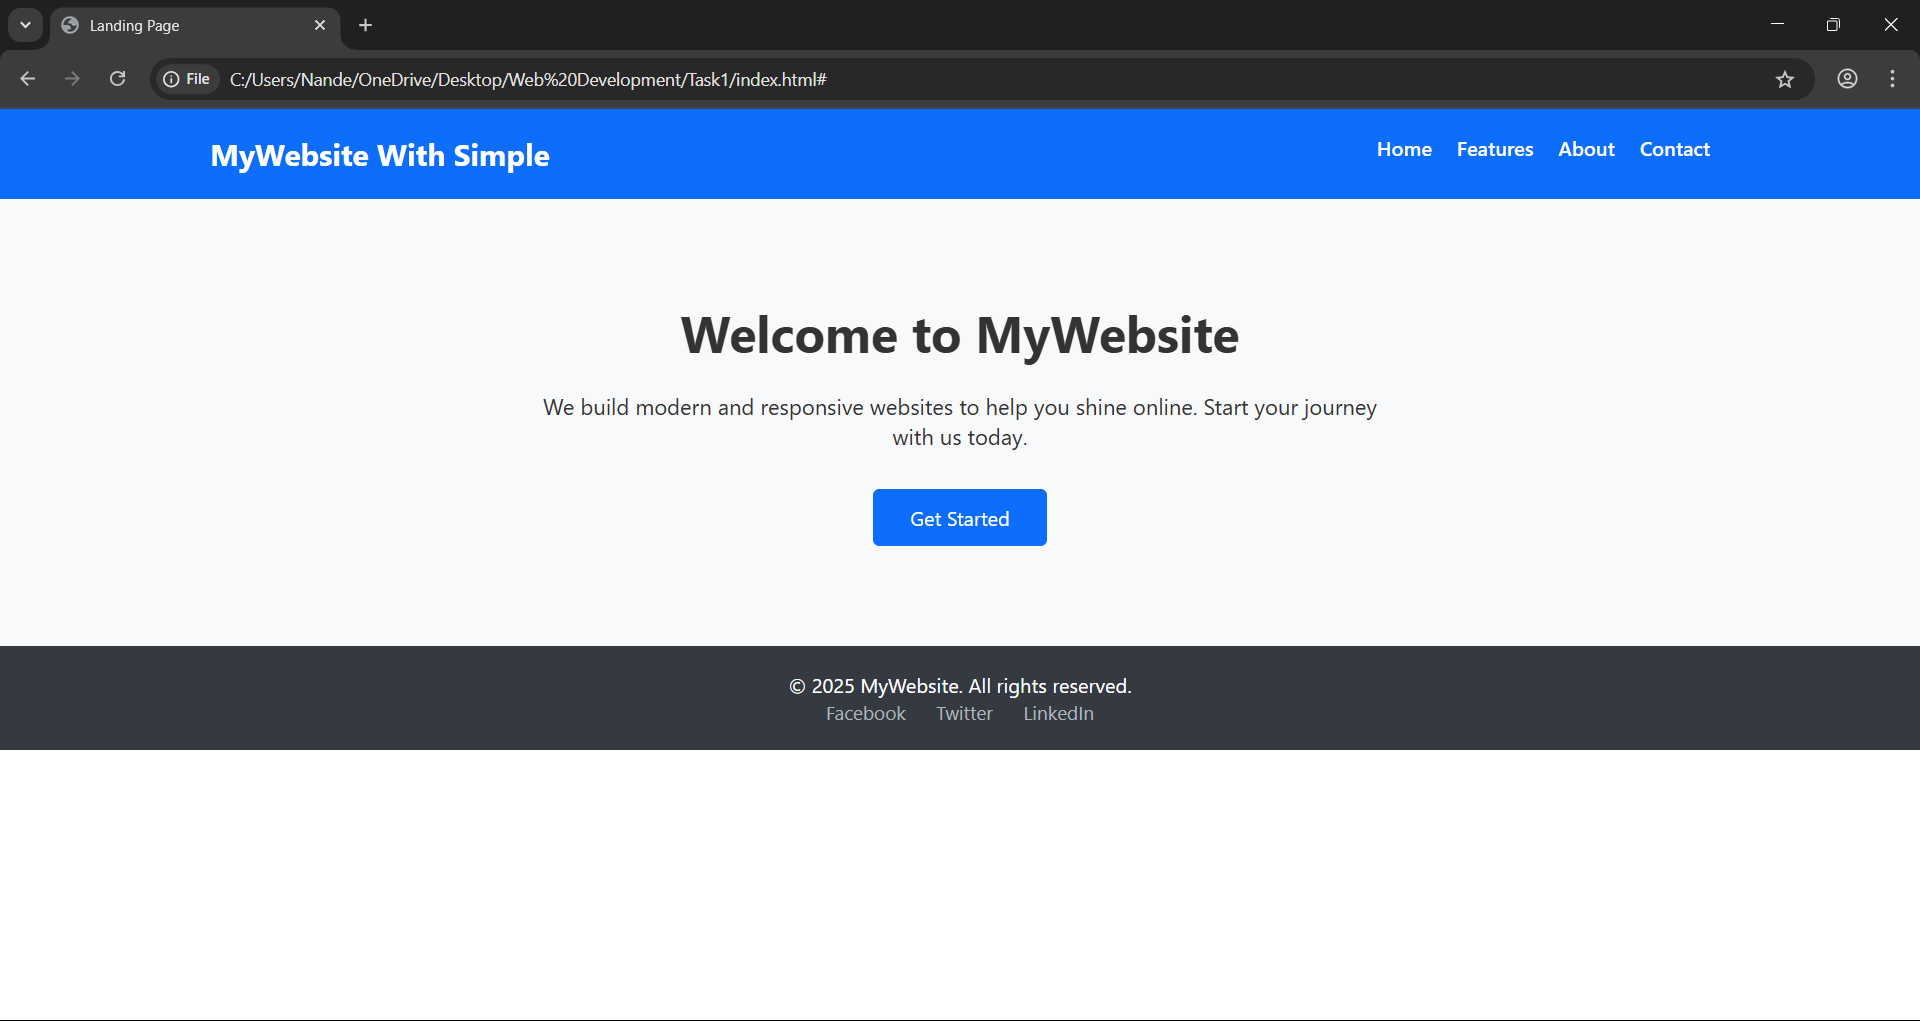 Landing Page
File C:/Users/Nande/OneDrive/Desktop/Web%20Development/Task1/index.html#
MyWebsite With Simple
Home Features About Contact
Welcome to MyWebsite
We build modern and responsive websites to help you shine online. Start your journey
with us today.
Get Started
© 2025 MyWebsite. All rights reserved.
Facebook Twitter LinkedIn